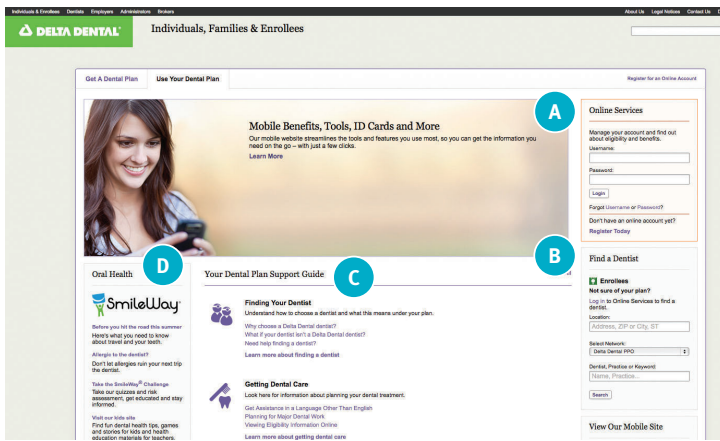 Individuals & Enrollees Dentists Employers Administrators Brokers
About Us Legal Notices Contact Us
DELTA DENTAL®
Individuals, Families & Enrollees
Get A Dental Plan Use Your Dental Plan
Register for an Online Account
Mobile Benefits, Tools, ID Cards and More
Our mobile website streamlines the tools and features you use most, so you can get the information you
need on the go – with just a few clicks.
Learn More
A
Online Services
Manage your account and find out
about eligibility and benefits.
Username:
Password:
Login
Forgot Username or Password?
Don't have an online account yet?
Register Today
B
Find a Dentist
Enrollees
Not sure of your plan?
Log in to Online Services to find a
dentist.
Location:
Address, ZIP or City, ST
Select Network:
Delta Dental PPO
Dentist, Practice or Keyword:
Name, Practice...
Search
View Our Mobile Site
D
Oral Health
SmileWay
Before you hit the road this summer
Here's what you need to know
about travel and your teeth.
Allergic to the dentist?
Don't let allergies ruin your next trip
the dentist.
Take the SmileWay® Challenge
Take our quizzes and risk
assessment, get educated and stay
informed.
Visit our kids site
Find fun dental health tips, games
and stories for kids and health
education materials for teachers.
C
Your Dental Plan Support Guide
Finding Your Dentist
Understand how to choose a dentist and what this means under your plan.
Why choose a Delta Dental dentist?
What if your dentist isn't a Delta Dental dentist?
Need help finding a dentist?
Learn more about finding a dentist
Getting Dental Care
Look here for information about planning your dental treatment.
Get Assistance in a Language Other Than English
Planning for Major Dental Work
Viewing Eligibility Information Online
Learn more about getting dental care